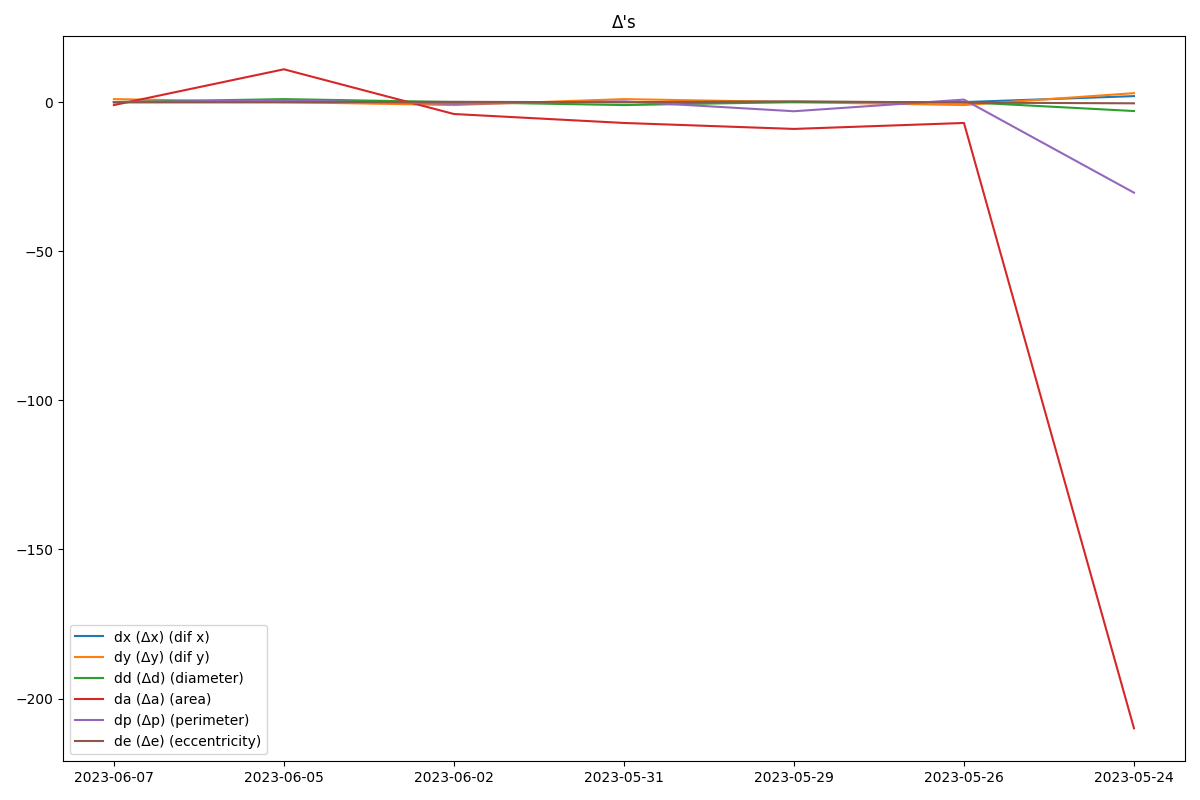 Δ's
0
−50
−100
−150
−200
dx (Δx) (dif x)
dy (Δy) (dif y)
dd (Δd) (diameter)
da (Δa) (area)
dp (Δp) (perimeter)
de (Δe) (eccentricity)
2023-06-07 2023-06-05 2023-06-02 2023-05-31 2023-05-29 2023-05-26 2023-05-24